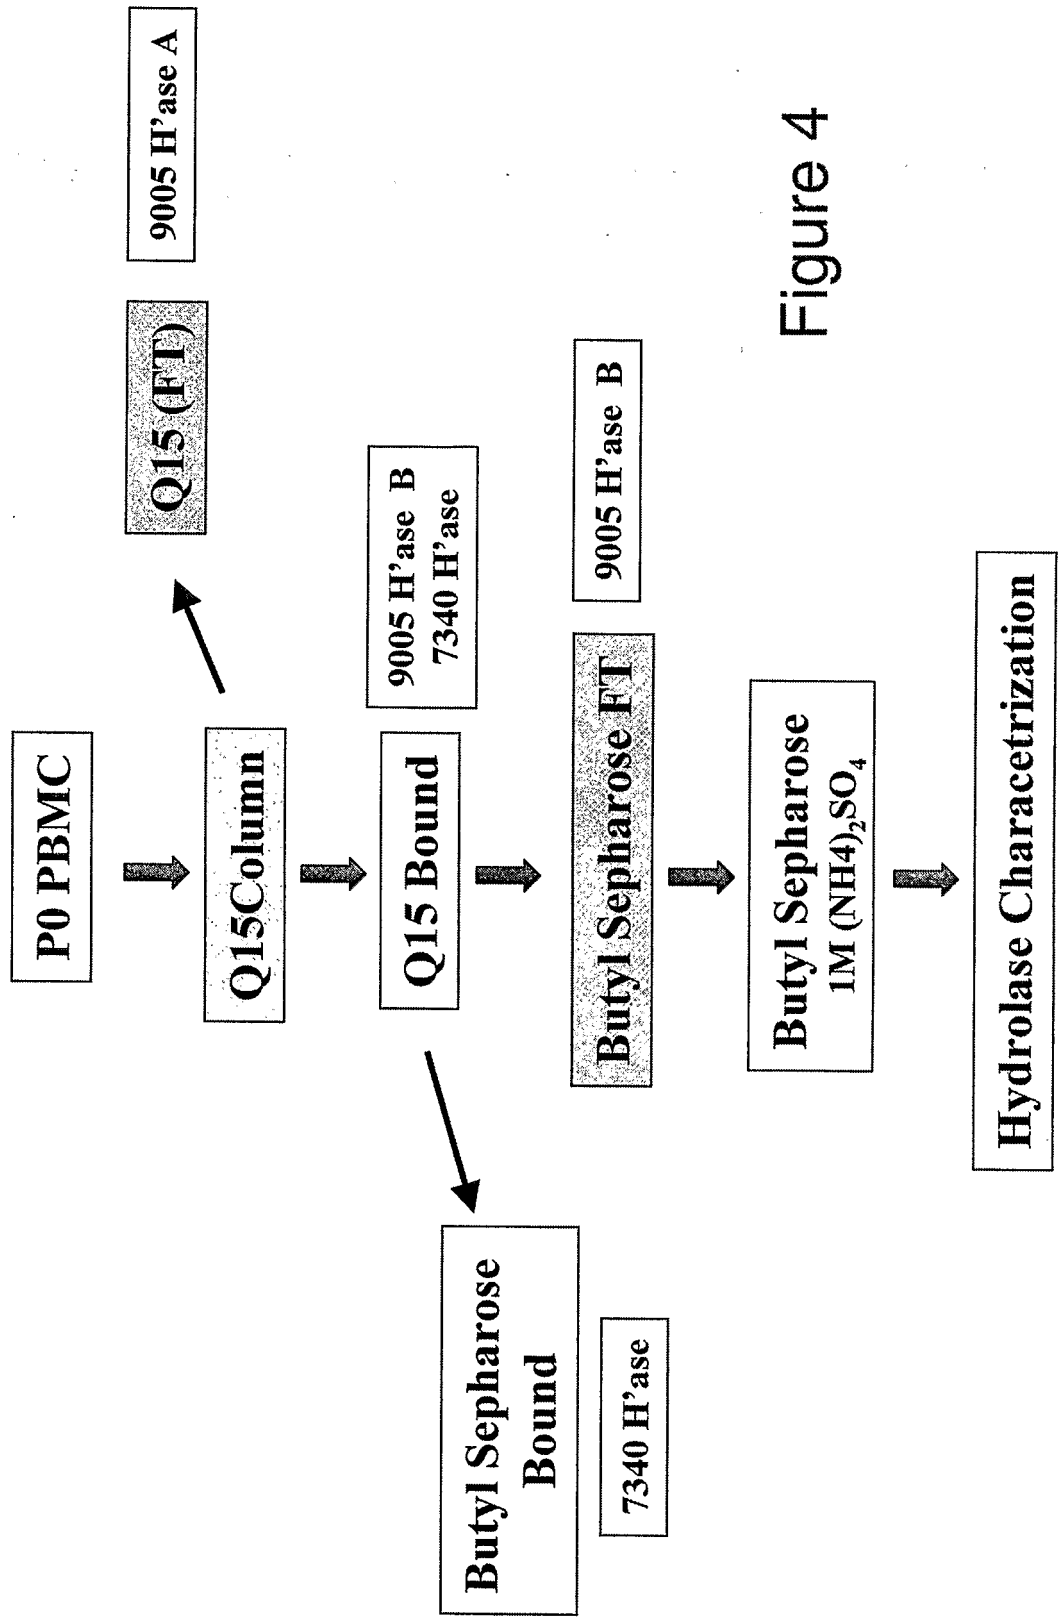 P0 PBMC
Q15Column
Q15 (FT)
9005 H'ase A
Q15 Bound
9005 H'ase B
7340 H'ase
Butyl Sepharose
Bound
7340 H'ase
Butyl Sepharose FT
9005 H'ase B
Butyl Sepharose
1M (NH4)₂SO₄
Hydrolase Characetrization
Figure 4